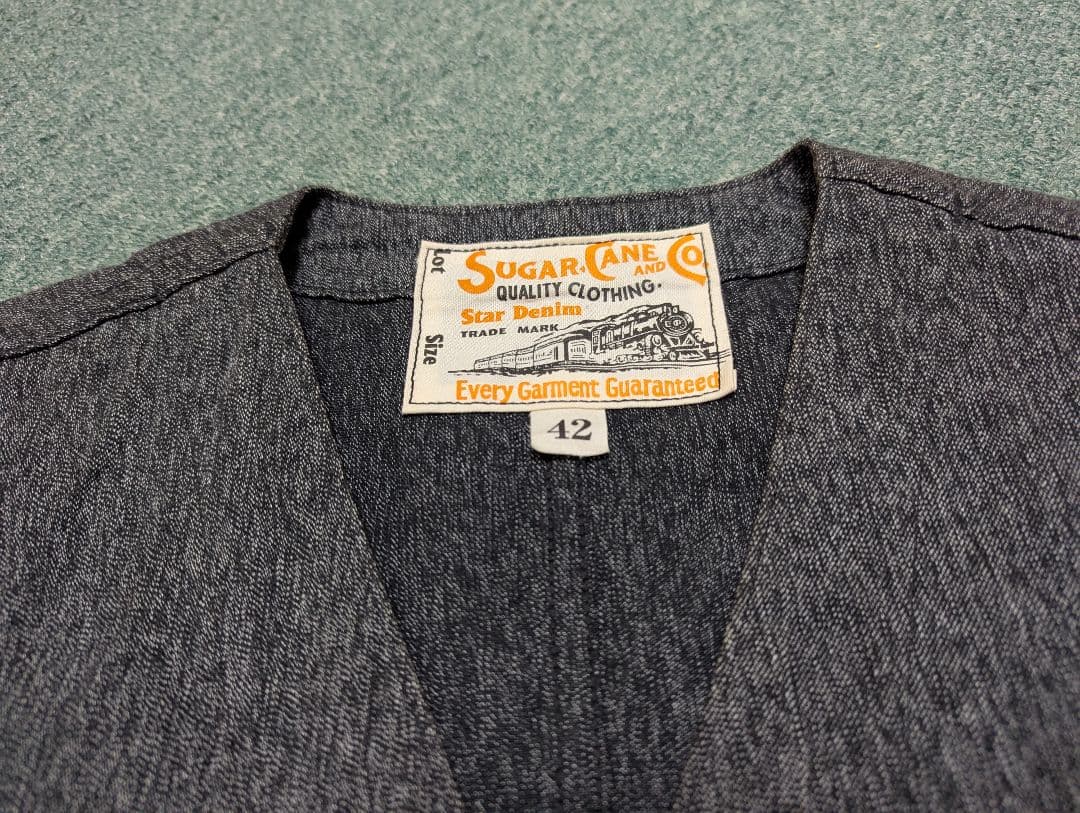 Lot
Size
SUGAR CANE AND CO
QUALITY CLOTHING.
Star Denim
TRADE MARK
Every Garment Guaranteed
42